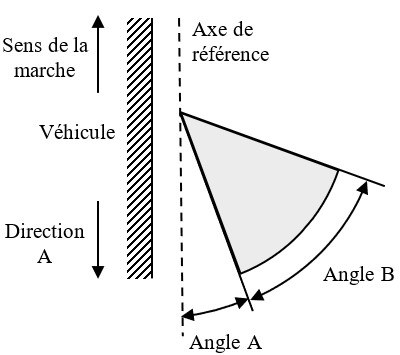 Sens de la
marche
Axe de
référence
Véhicule
Direction
A
Angle B
Angle A